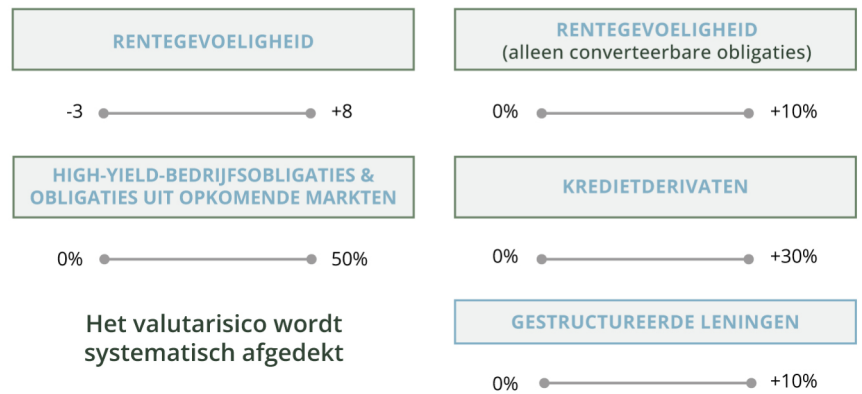 RENTEGEVOELIGHEID
-3 +8
HIGH-YIELD-BEDRIJFSOBLIGATIES &
OBLIGATIES UIT OPKOMENDE MARKTEN
0% 50%
Het valutarisico wordt
systematisch afgedekt
RENTEGEVOELIGHEID
(alleen converteerbare obligaties)
0% +10%
KREDIETDERIVATEN
0% +30%
GESTRUCTUREERDE LENINGEN
0% +10%